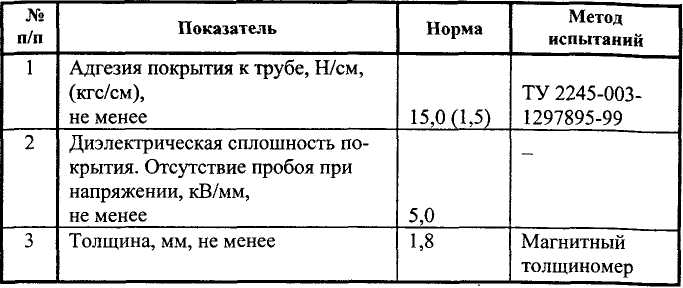 № п/п Показатель Норма Метод испытаний
1 Адгезия покрытия к трубе, Н/см,
(кгс/см),
не менее 15,0 (1,5) ТУ 2245-003-
1297895-99
2 Диэлектрическая сплошность по-
крытия. Отсутствие пробоя при
напряжении, кВ/мм,
не менее 5,0 –
3 Толщина, мм, не менее 1,8 Магнитный
толщиномер